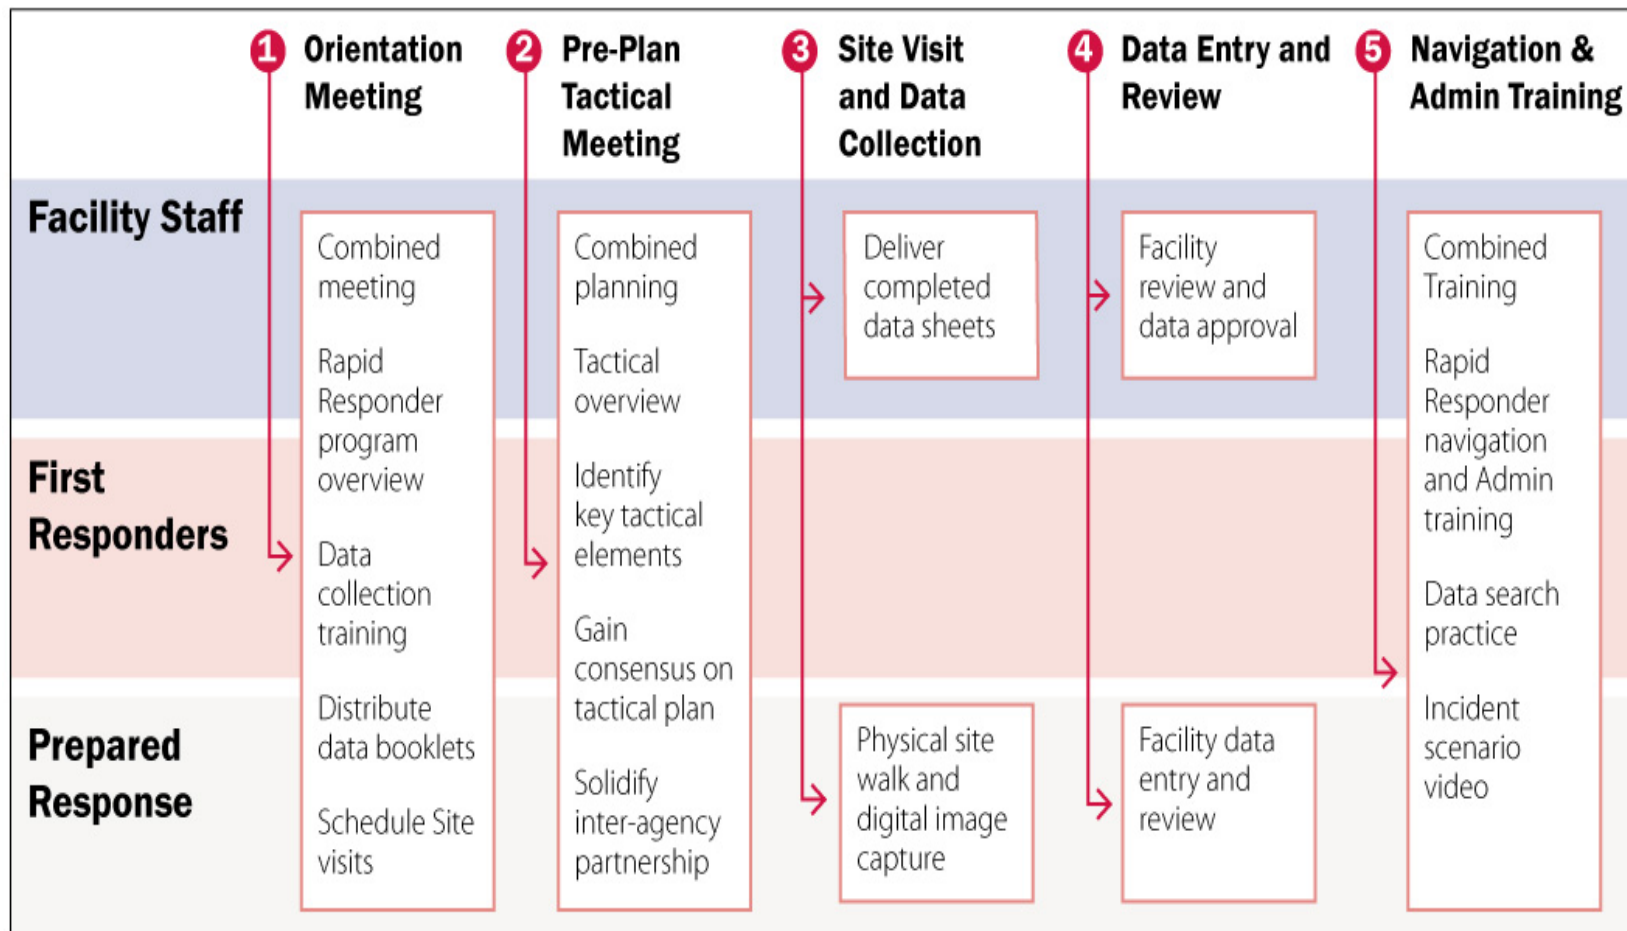 1 Orientation
Meeting
2 Pre-Plan
Tactical
Meeting
3 Site Visit
and Data
Collection
4 Data Entry and
Review
5 Navigation &
Admin Training
Facility Staff
Combined
meeting
Rapid
Responder
program
overview
Data
collection
training
Distribute
data booklets
Schedule Site
visits
Combined
planning
Tactical
overview
Identify
key tactical
elements
Gain
consensus on
tactical plan
Solidify
inter-agency
partnership
Deliver
completed
data sheets
Facility
review and
data approval
Combined
Training
Rapid
Responder
navigation
and Admin
training
Data search
practice
Incident
scenario
video
First
Responders
Prepared
Response
Physical site
walk and
digital image
capture
Facility data
entry and
review